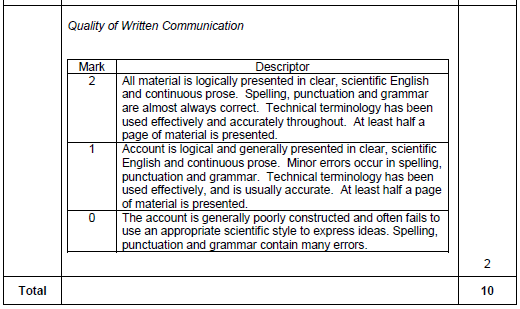 Quality of Written Communication
Mark Descriptor
2 All material is logically presented in clear, scientific English
and continuous prose. Spelling, punctuation and grammar
are almost always correct. Technical terminology has been
used effectively and accurately throughout. At least half a
page of material is presented.
1 Account is logical and generally presented in clear, scientific
English and continuous prose. Minor errors occur in spelling,
punctuation and grammar. Technical terminology has been
used effectively, and is usually accurate. At least half a page
of material is presented.
0 The account is generally poorly constructed and often fails to
use an appropriate scientific style to express ideas. Spelling,
punctuation and grammar contain many errors.
2
Total 10